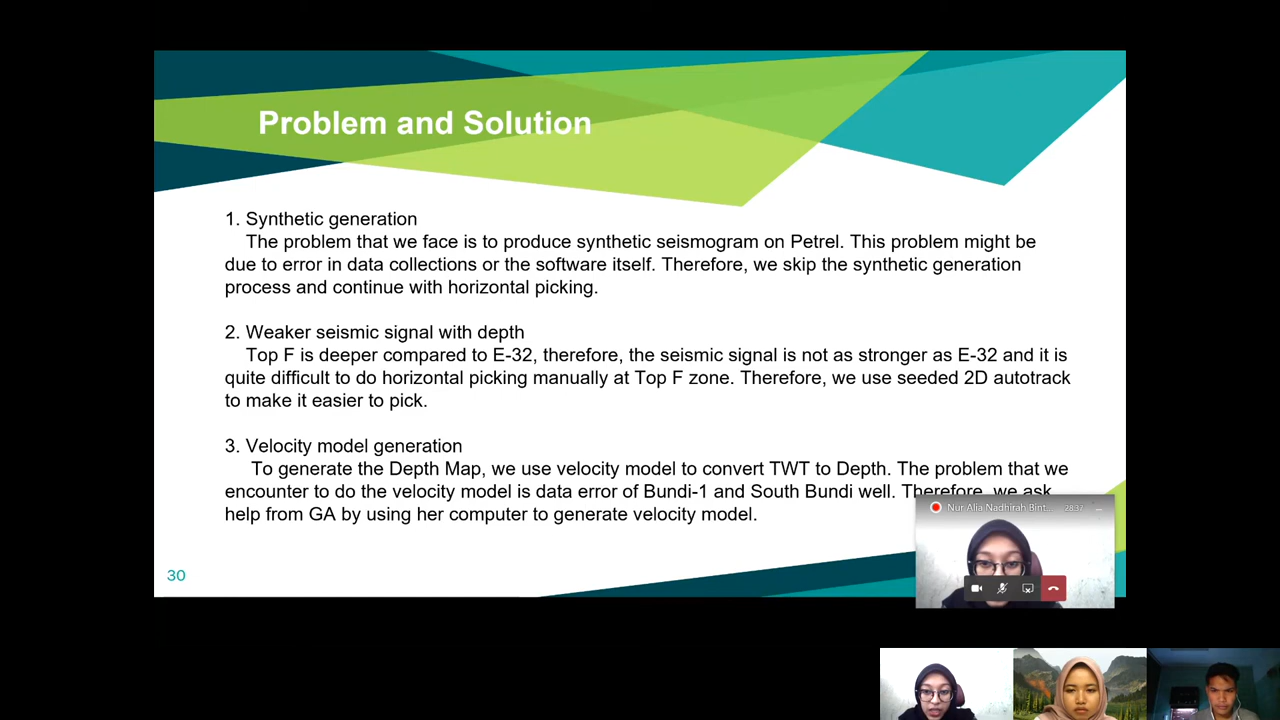 Problem and Solution
1. Synthetic generation
The problem that we face is to produce synthetic seismogram on Petrel. This problem might be
due to error in data collections or the software itself. Therefore, we skip the synthetic generation
process and continue with horizontal picking.
2. Weaker seismic signal with depth
Top F is deeper compared to E-32, therefore, the seismic signal is not as stronger as E-32 and it is
quite difficult to do horizontal picking manually at Top F zone. Therefore, we use seeded 2D autotrack
to make it easier to pick.
3. Velocity model generation
To generate the Depth Map, we use velocity model to convert TWT to Depth. The problem that we
encounter to do the velocity model is data error of Bundi-1 and South Bundi well. Therefore, we ask
help from GA by using her computer to generate velocity model.
Nur Alia Nadhirah Bint... 28:37
30